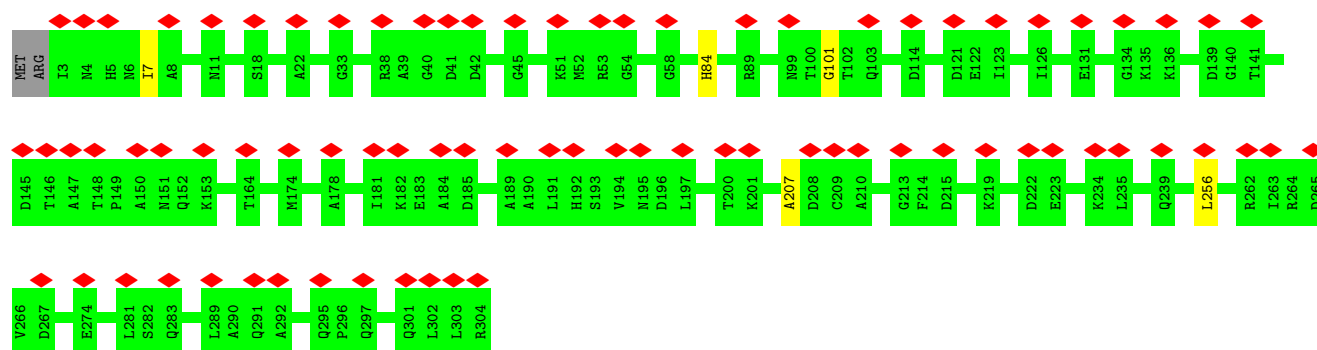 MET ARG I3 N4 H5 N6 I7 A8 N11 S18 A22 G33 R38 A39 G40 D41 D42 G45 K51 M52 R53 G54 G58 H84 R89 N99 T100 G101 T102 Q103 D114 D121 E122 I123 I126 E131 G134 K135 K136 D139 G140 T141
D145 T146 A147 T148 P149 A150 N151 Q152 K153 T164 M174 A178 I181 K182 E183 A184 D185 A189 A190 L191 H192 S193 V194 N195 D196 L197 T200 K201 A207 D208 C209 A210 G213 F214 D215 K219 D222 E223 K234 L235 Q239 L256 R262 I263 R264
V266 D267 E274 L281 S282 Q283 L289 A290 Q291 A292 Q295 P296 Q297 Q301 L302 L303 R304